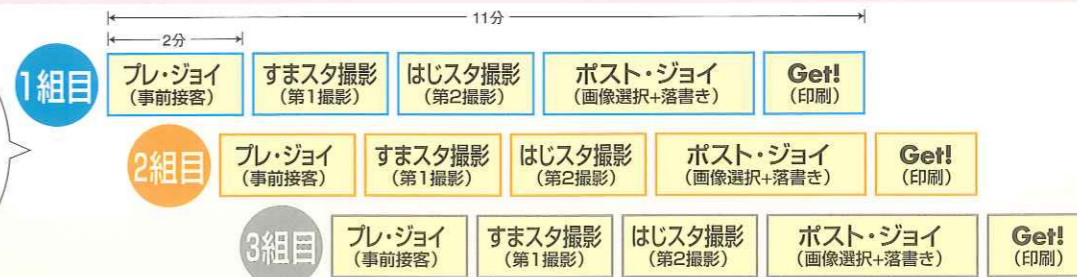 11分
2分
1組目
プレ・ジョイ
(事前接客)
すまスタ撮影
(第1撮影)
はじスタ撮影
(第2撮影)
ポスト・ジョイ
(画像選択+落書き)
Get!
(印刷)
2組目
プレ・ジョイ
(事前接客)
すまスタ撮影
(第1撮影)
はじスタ撮影
(第2撮影)
ポスト・ジョイ
(画像選択+落書き)
Get!
(印刷)
3組目
プレ・ジョイ
(事前接客)
すまスタ撮影
(第1撮影)
はじスタ撮影
(第2撮影)
ポスト・ジョイ
(画像選択+落書き)
Get!
(印刷)